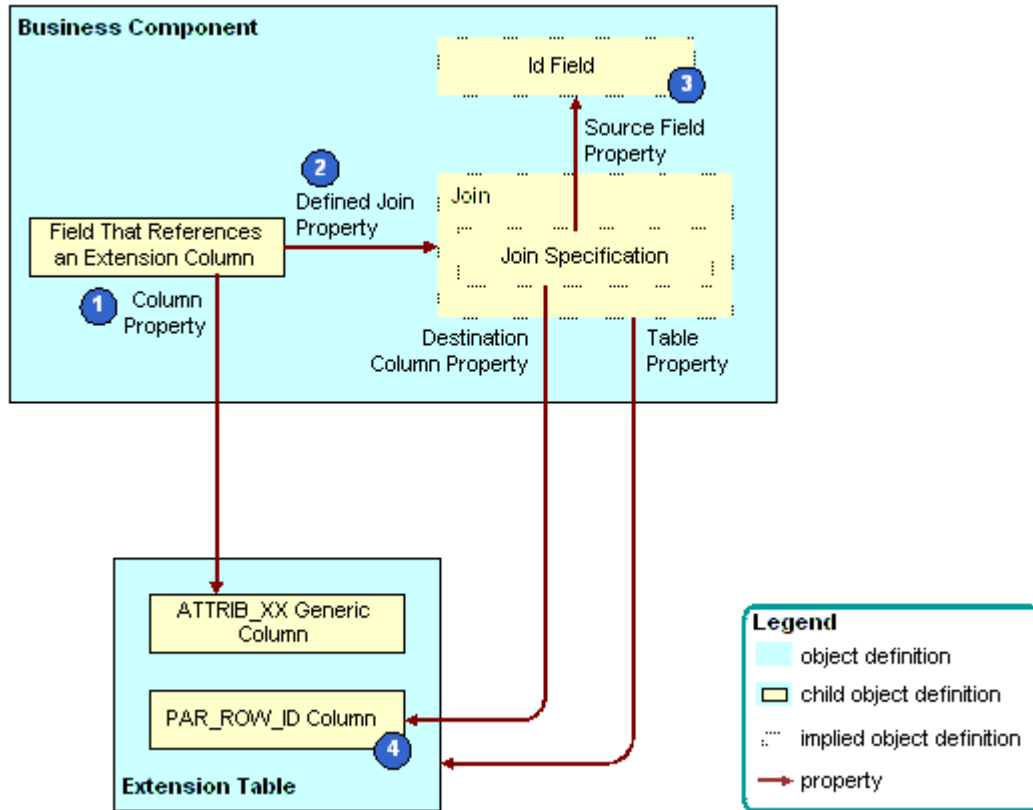 Business Component
Id Field
3
Source Field
Property
2
Defined Join
Property
Join
Join Specification
Field That References
an Extension Column
1
Column
Property
Destination
Column Property
Table
Property
ATTRIB_XX Generic
Column
PAR_ROW_ID Column
4
Extension Table
Legend
object definition
child object definition
implied object definition
property